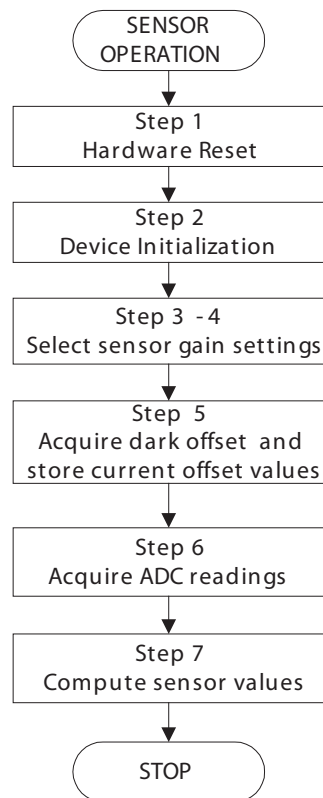 SENSOR
OPERATION
Step 1
Hardware Reset
Step 2
Device Initialization
Step 3 - 4
Select sensor gain settings
Step 5
Acquire dark offset and
store current offset values
Step 6
Acquire ADC readings
Step 7
Compute sensor values
STOP